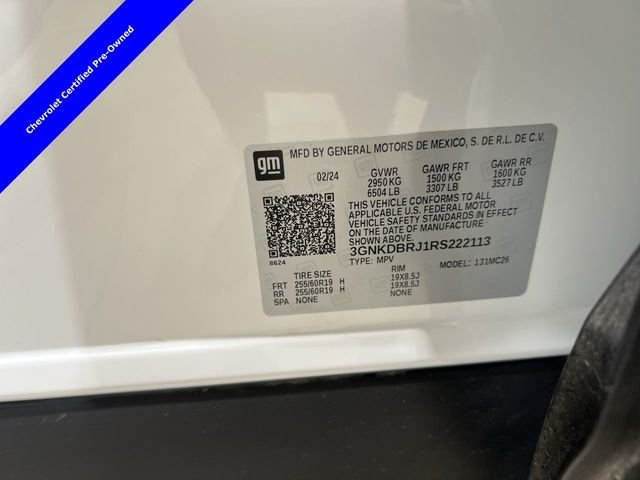 Chevrolet Certified Pre-Owned
gm MFD BY GENERAL MOTORS DE MEXICO, S. DE R.L. DE C.V.
02/24 GVWR GAWR FRT GAWR RR
2950 KG 1500 KG 1600 KG
6504 LB 3307 LB 3527 LB
THIS VEHICLE CONFORMS TO ALL
APPLICABLE U.S. FEDERAL MOTOR
VEHICLE SAFETY STANDARDS IN EFFECT
ON THE DATE OF MANUFACTURE
SHOWN ABOVE.
3GNKDBRJ1RS222113
8624 TYPE: MPV MODEL: 131MC26
TIRE SIZE RIM
FRT 255/60R19 H 19X8.5J
RR 255/60R19 H 19X8.5J
SPA NONE NONE